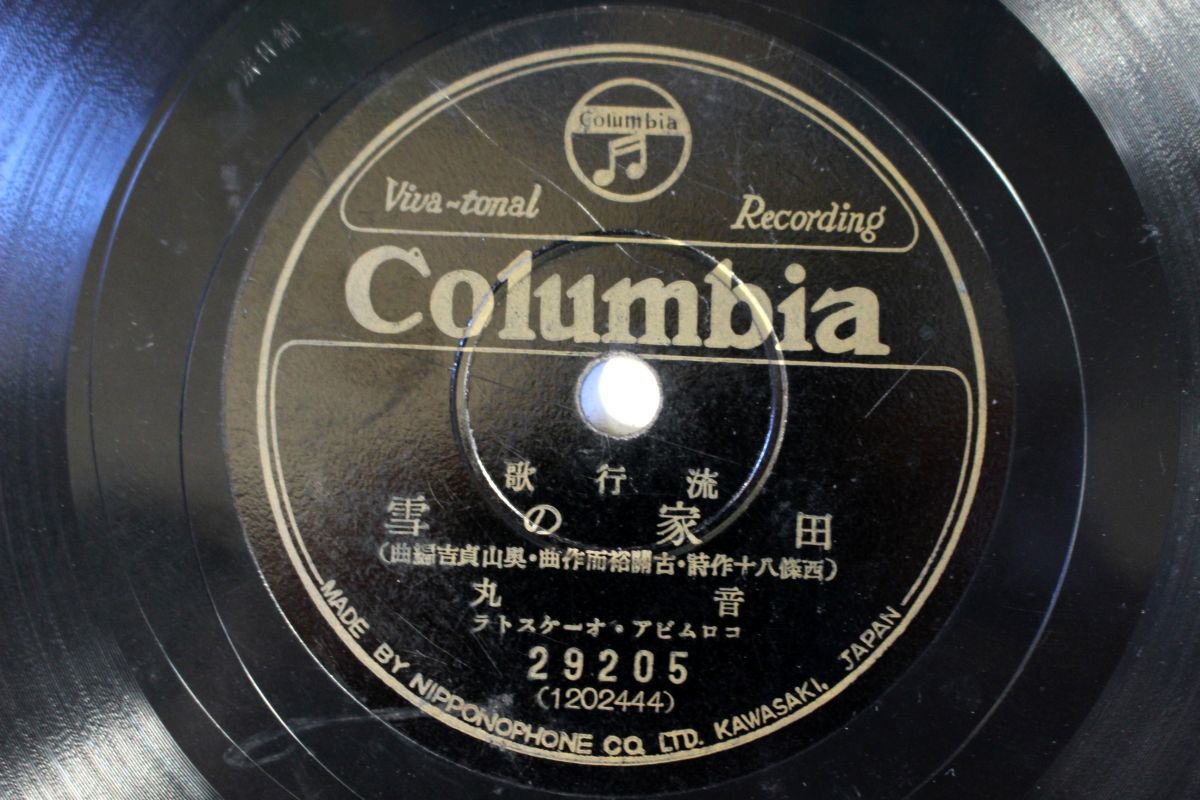 Columbia
Viva-tonal Recording
Columbia
流行歌
田家の雪
(西條八十作詩・古關裕而作曲・奥山貞吉編曲)
音丸
コロムビア・オーケストラ
29205
(1202444)
MADE BY NIPPONOPHONE CO. LTD. KAWASAKI, JAPAN